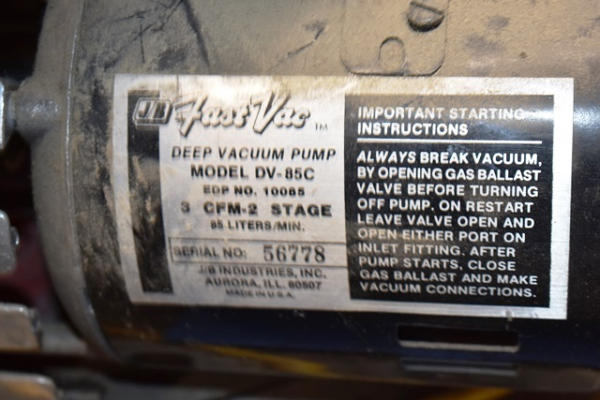 JB Fast Vac TM
DEEP VACUUM PUMP
MODEL DV-85C
EDP NO. 10085
3 CFM-2 STAGE
85 LITERS/MIN.
SERIAL NO: 56778
J/B INDUSTRIES, INC.
AURORA, ILL. 60507
MADE IN U.S.A.
IMPORTANT STARTING
INSTRUCTIONS
ALWAYS BREAK VACUUM,
BY OPENING GAS BALLAST
VALVE BEFORE TURNING
OFF PUMP. ON RESTART
LEAVE VALVE OPEN AND
OPEN EITHER PORT ON
INLET FITTING. AFTER
PUMP STARTS, CLOSE
GAS BALLAST AND MAKE
VACUUM CONNECTIONS.